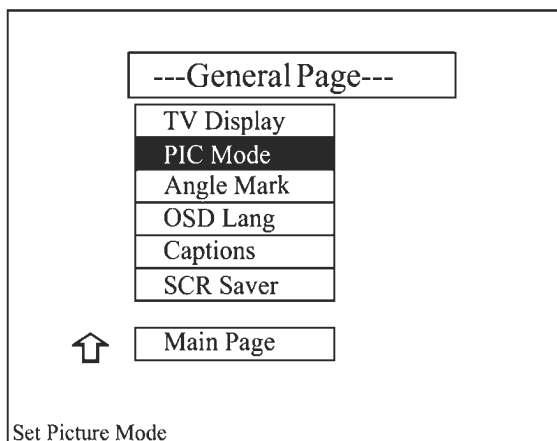 ---General Page---
TV Display
PIC Mode
Angle Mark
OSD Lang
Captions
SCR Saver
Main Page
Set Picture Mode